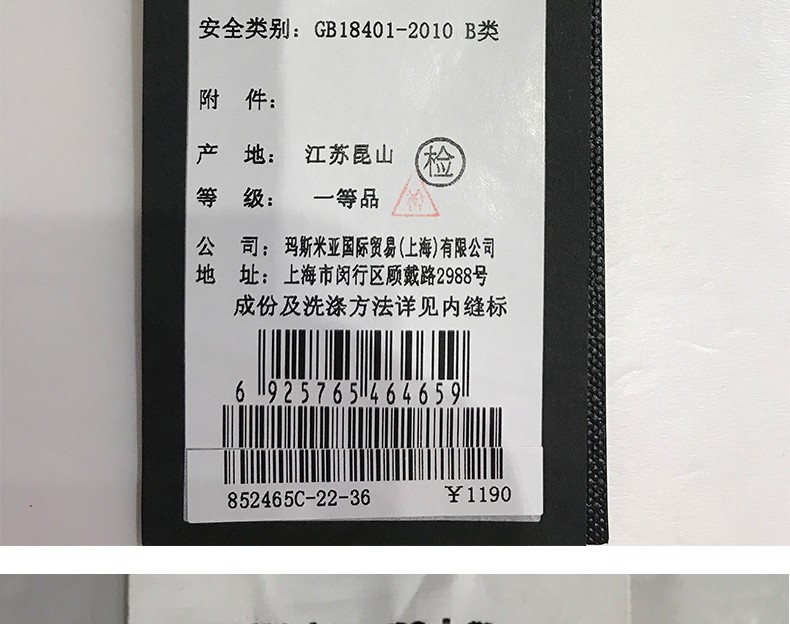 安全类别: GB18401-2010 B类
附 件:
产 地: 江苏昆山 检
等 级: 一等品
公 司: 玛斯米亚国际贸易(上海)有限公司
地 址: 上海市闵行区顾戴路2988号
成份及洗涤方法详见内缝标
6 925765 464659
852465C-22-36 ¥1190